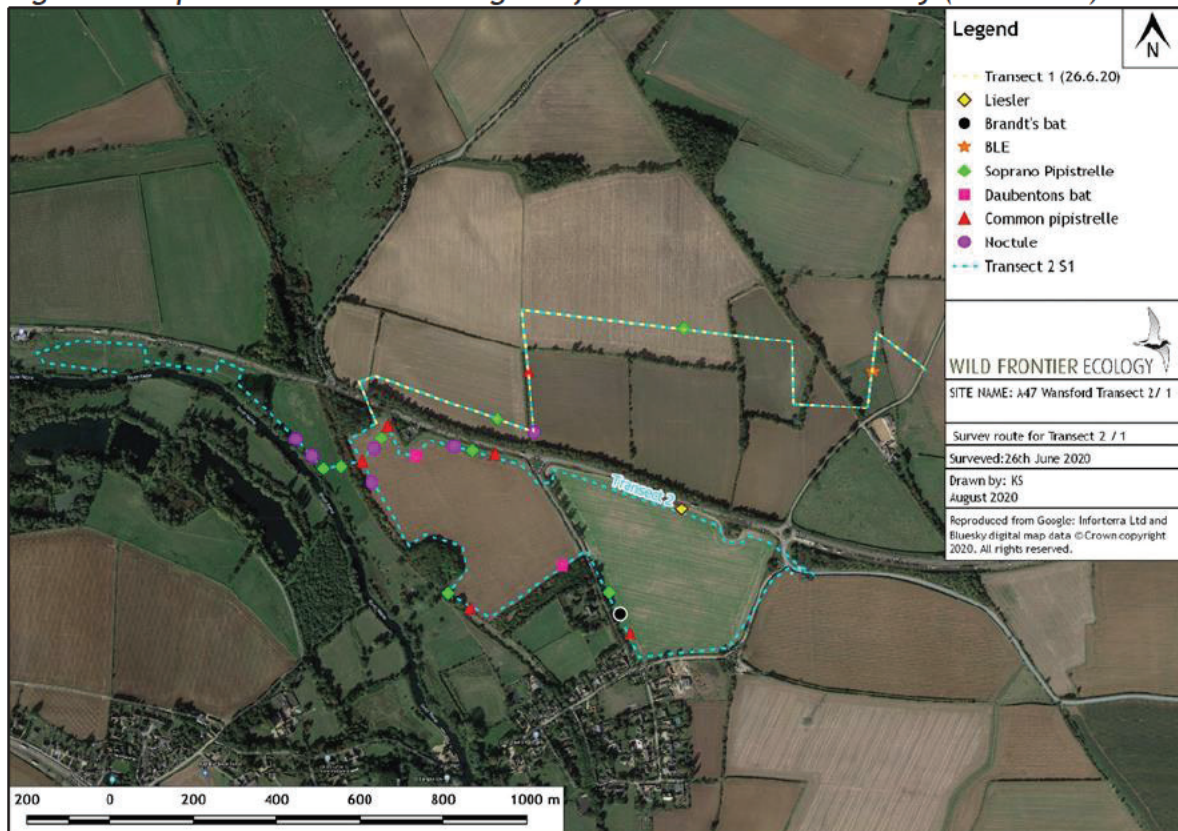 Legend
N
Transect 1 (26.6.20)
Liesler
Brandt's bat
BLE
Soprano Pipistrelle
Daubentons bat
Common pipistrelle
Noctule
Transect 2 S1
WILD FRONTIER ECOLOGY
SITE NAME: A47 Wansford Transect 2/ 1
Survey route for Transect 2 / 1
Surveyed:26th June 2020
Drawn by: KS
August 2020
Reproduced from Google: Inforterra Ltd and
Bluesky digital map data ©Crown copyright
2020. All rights reserved.
Transect 2
200 0 200 400 600 800 1000 m